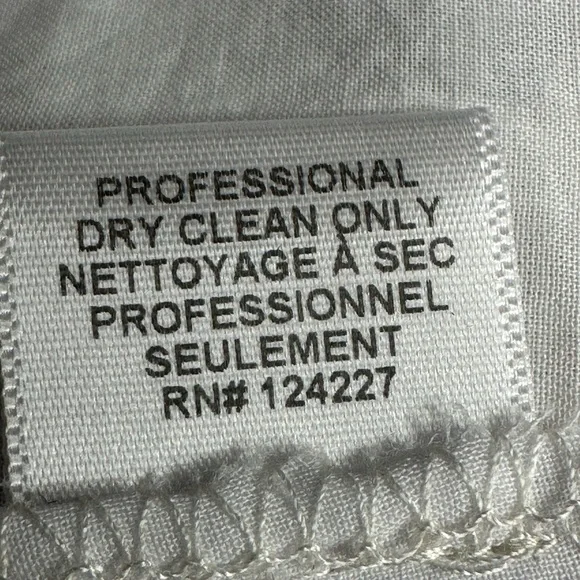 PROFESSIONAL
DRY CLEAN ONLY
NETTOYAGE À SEC
PROFESSIONNEL
SEULEMENT
RN# 124227